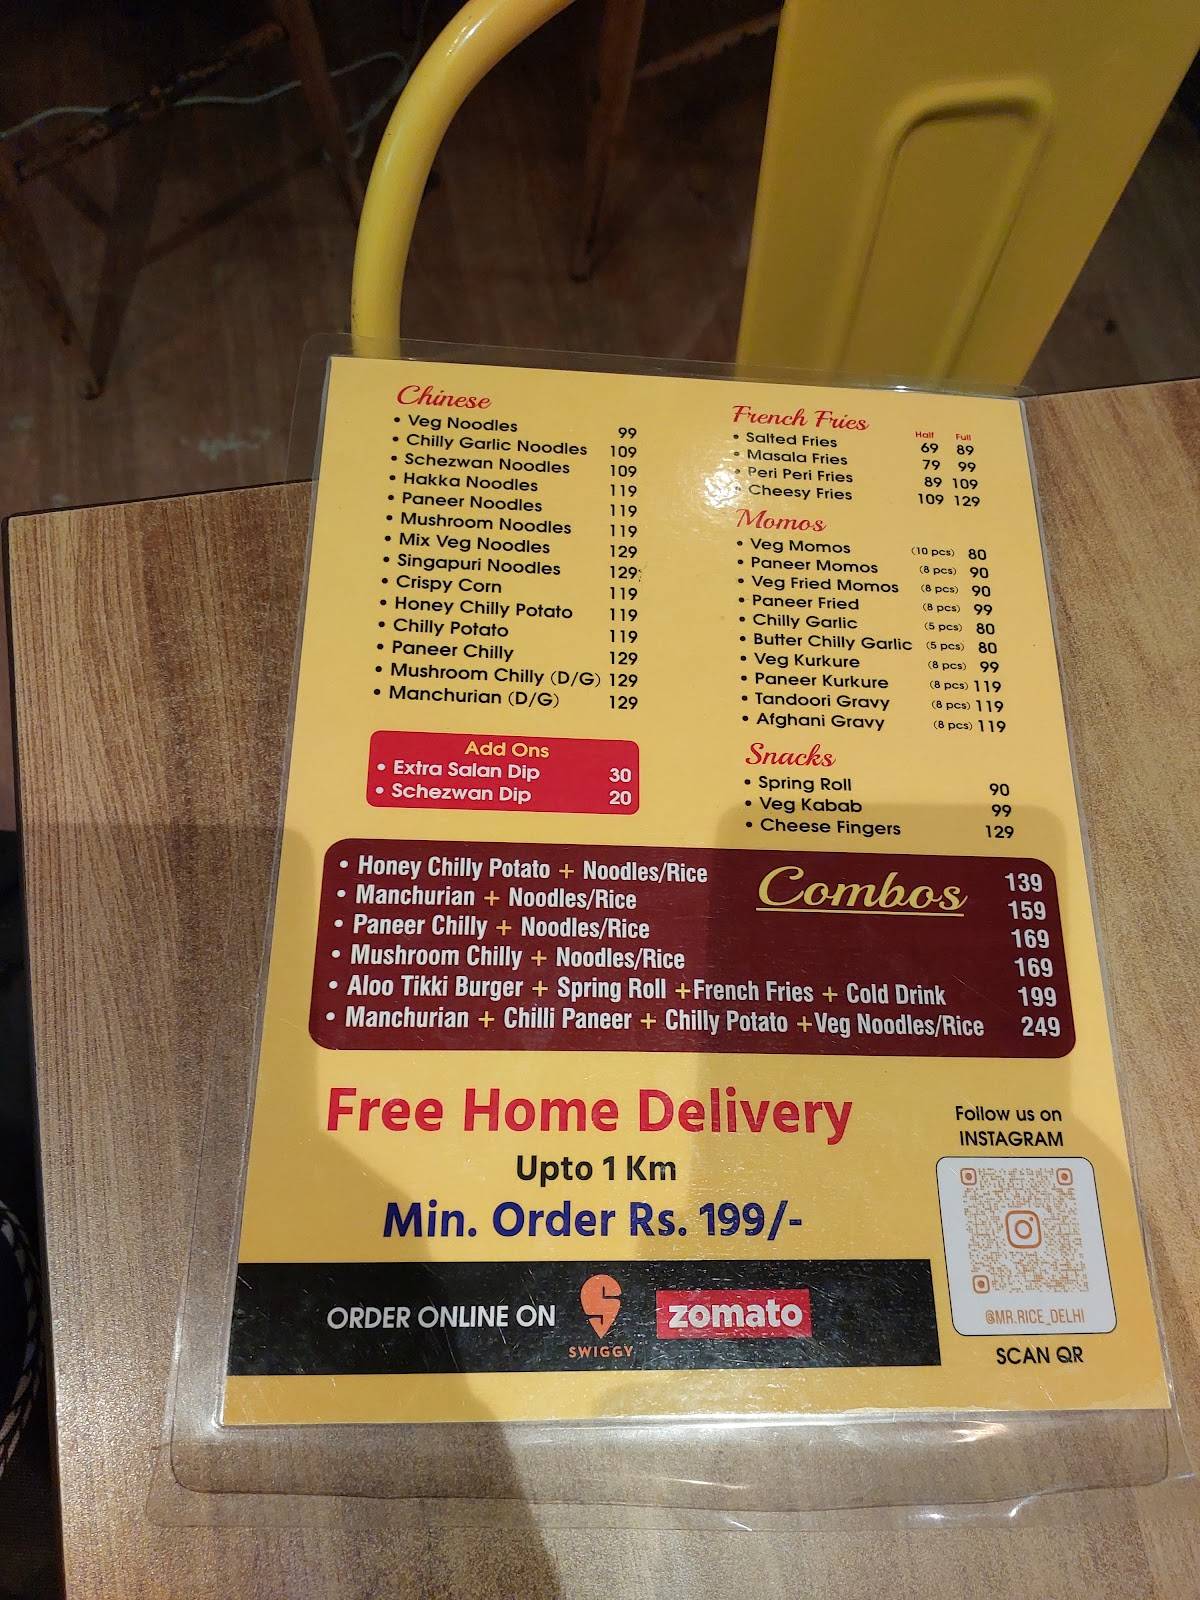 Chinese
• Veg Noodles 99
• Chilly Garlic Noodles 109
• Schezwan Noodles 109
• Hakka Noodles 119
• Paneer Noodles 119
• Mushroom Noodles 119
• Mix Veg Noodles 129
• Singapuri Noodles 129
• Crispy Corn 119
• Honey Chilly Potato 119
• Chilly Potato 119
• Paneer Chilly 129
• Mushroom Chilly (D/G) 129
• Manchurian (D/G) 129
Add Ons
• Extra Salan Dip 30
• Schezwan Dip 20
French Fries Half Full
• Salted Fries 69 89
• Masala Fries 79 99
• Peri Peri Fries 89 109
• Cheesy Fries 109 129
Momos
• Veg Momos (10 pcs) 80
• Paneer Momos (8 pcs) 90
• Veg Fried Momos (8 pcs) 90
• Paneer Fried (8 pcs) 99
• Chilly Garlic (5 pcs) 80
• Butter Chilly Garlic (5 pcs) 80
• Veg Kurkure (8 pcs) 99
• Paneer Kurkure (8 pcs) 119
• Tandoori Gravy (8 pcs) 119
• Afghani Gravy (8 pcs) 119
Snacks
• Spring Roll 90
• Veg Kabab 99
• Cheese Fingers 129
Combos
• Honey Chilly Potato + Noodles/Rice 139
• Manchurian + Noodles/Rice 159
• Paneer Chilly + Noodles/Rice 169
• Mushroom Chilly + Noodles/Rice 169
• Aloo Tikki Burger + Spring Roll +French Fries + Cold Drink 199
• Manchurian + Chilli Paneer + Chilly Potato +Veg Noodles/Rice 249
Free Home Delivery
Upto 1 Km
Min. Order Rs. 199/-
ORDER ONLINE ON
SWIGGY
zomato
Follow us on
INSTAGRAM
@MR.RICE_DELHI
SCAN QR